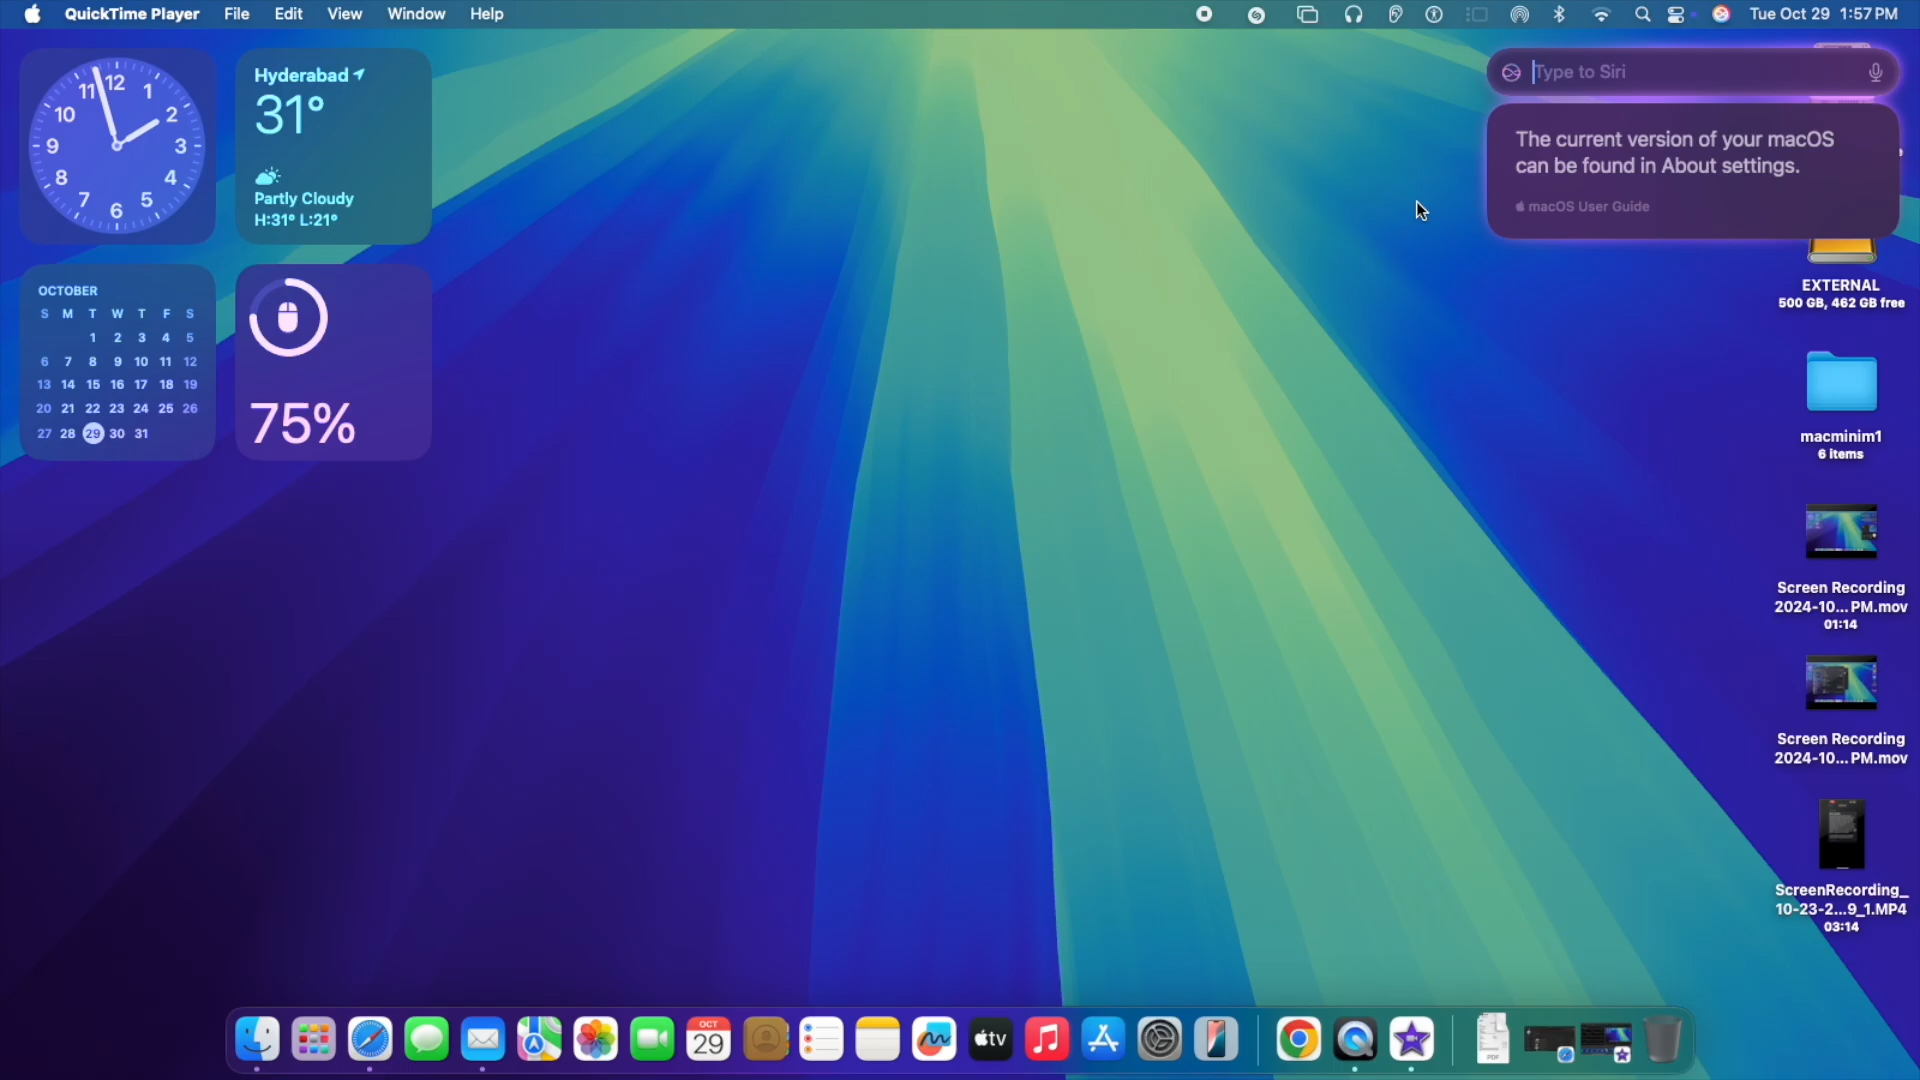 QuickTime Player File Edit View Window Help Tue Oct 29 1:57 PM
12
1
2
3
4
5
6
7
8
9
10
11
Hyderabad
31°
Partly Cloudy
H:31° L:21°
OCTOBER
S M T W T F S
1 2 3 4 5
6 7 8 9 10 11 12
13 14 15 16 17 18 19
20 21 22 23 24 25 26
27 28 29 30 31
75%
Type to Siri
The current version of your macOS
can be found in About settings.
macOS User Guide
EXTERNAL
500 GB, 462 GB free
macminim1
6 items
Screen Recording
2024-10...PM.mov
01:14
Screen Recording
2024-10...PM.mov
ScreenRecording_
10-23-2...9_1.MP4
03:14
OCT
29
tv
PDF